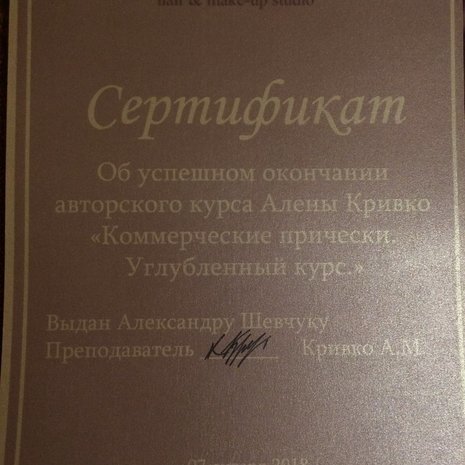 hair & make-up studio
Сертификат
Об успешном окончании
авторского курса Алены Кривко
«Коммерческие прически.
Углубленный курс.»
Выдан Александру Шевчуку
Преподаватель Кривко А.М.
2018